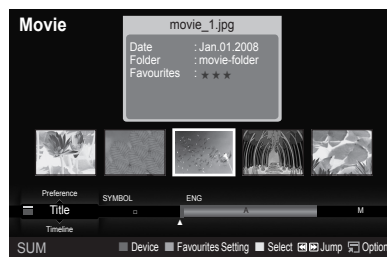 Movie
movie_1.jpg
Date : Jan.01.2008
Folder : movie-folder
Favourites : ★ ★ ★
Preference
SYMBOL ENG
Title □ A M
Timeline
SUM Device Favourites Setting Select Jump Option